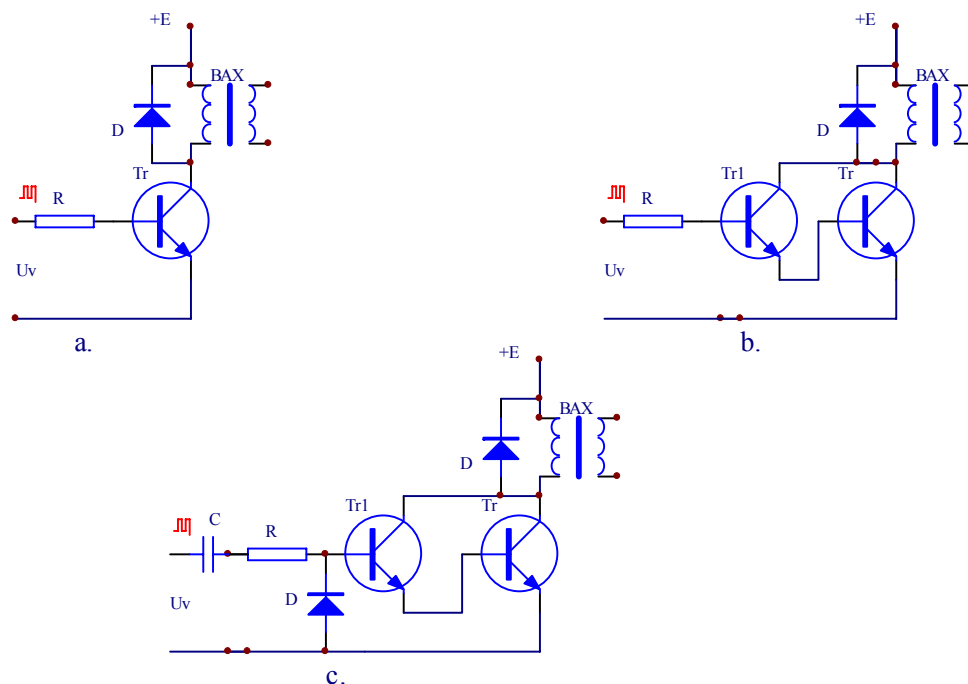 +E
BAX
D
Tr
R
Uv
a.
+E
BAX
D
Tr1
Tr
R
Uv
b.
+E
BAX
D
Tr1
Tr
C
R
D
Uv
c.